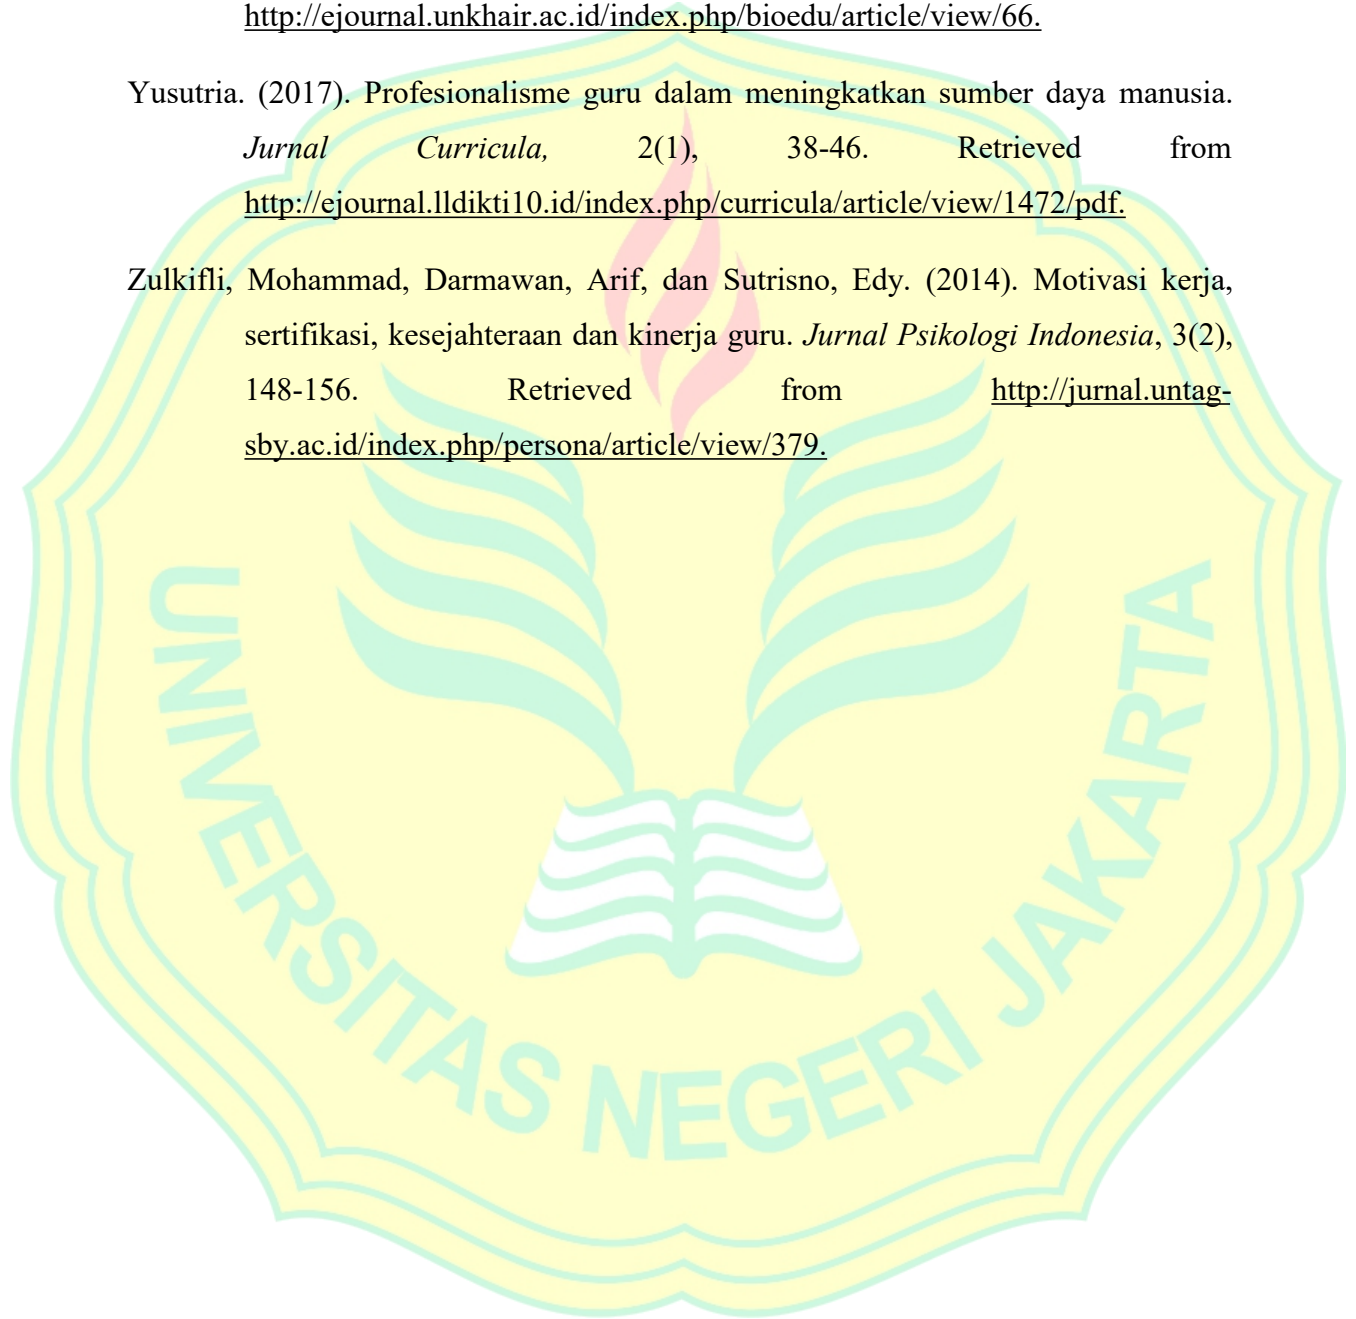 http://ejournal.unkhair.ac.id/index.php/bioedu/article/view/66.
Yusutria. (2017). Profesionalisme guru dalam meningkatkan sumber daya manusia.
Jurnal Curricula, 2(1), 38-46. Retrieved from
http://ejournal.lldikti10.id/index.php/curricula/article/view/1472/pdf.
Zulkifli, Mohammad, Darmawan, Arif, dan Sutrisno, Edy. (2014). Motivasi kerja,
sertifikasi, kesejahteraan dan kinerja guru. Jurnal Psikologi Indonesia, 3(2),
148-156. Retrieved from http://jurnal.untag-
sby.ac.id/index.php/persona/article/view/379.
UNIVERSITAS NEGERI JAKARTA